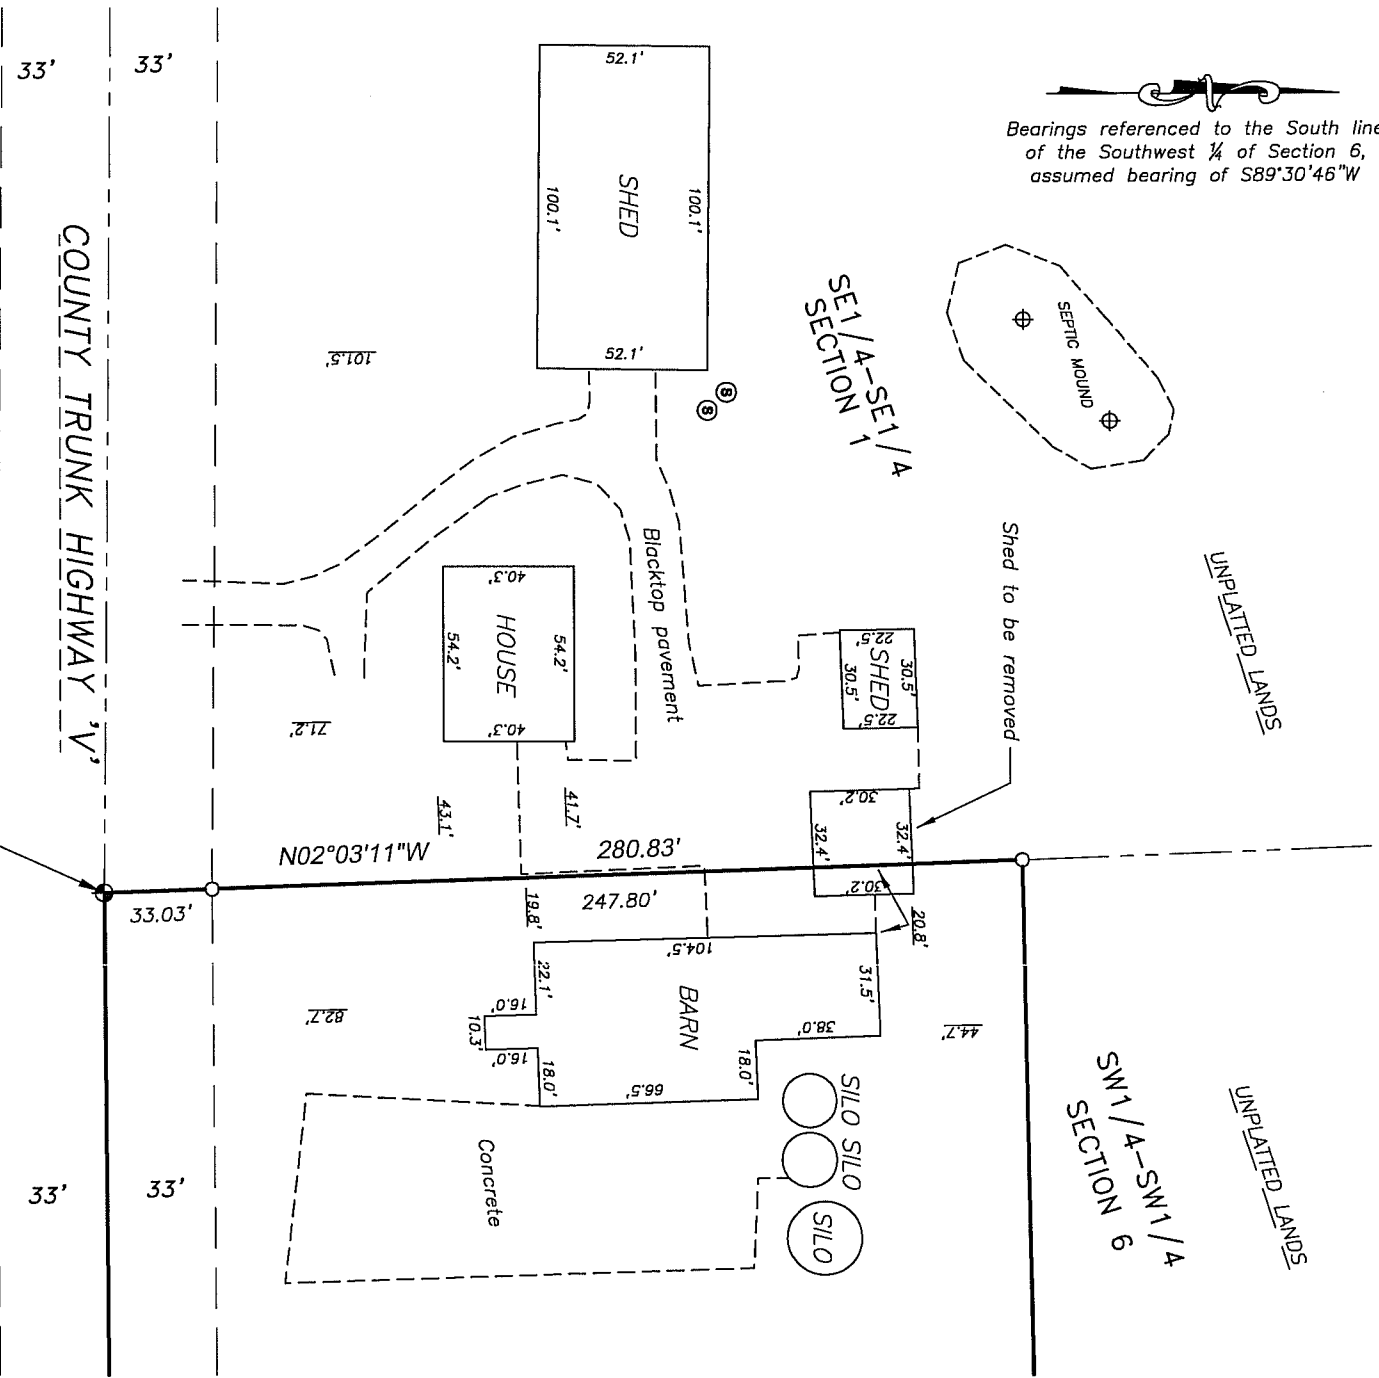 33'
33'
52.1'
100.1'
SHED
100.1'
52.1'
Bearings referenced to the South line
of the Southwest ¼ of Section 6,
assumed bearing of S89°30'46"W
COUNTY TRUNK HIGHWAY 'V'
101.5'
S
S
SE1/4-SE1/4
SECTION 1
SEPTIC MOUND
UNPLATTED LANDS
Shed to be removed
Blacktop pavement
40.3'
54.2'
HOUSE
54.2'
40.3'
22.5'
30.5'
SHED
30.5'
22.5'
71.2'
43.1'
41.7'
30.2'
32.4'
32.4'
30.2'
N02°03'11"W
280.83'
33.03'
247.80'
19.8'
20.8'
104.5'
22.1'
16.0'
10.3'
16.0'
18.0'
BARN
31.5'
38.0'
18.0'
66.5'
82.7'
44.7'
SILO
SILO
SILO
Concrete
SW1/4-SW1/4
SECTION 6
UNPLATTED LANDS
33'
33'